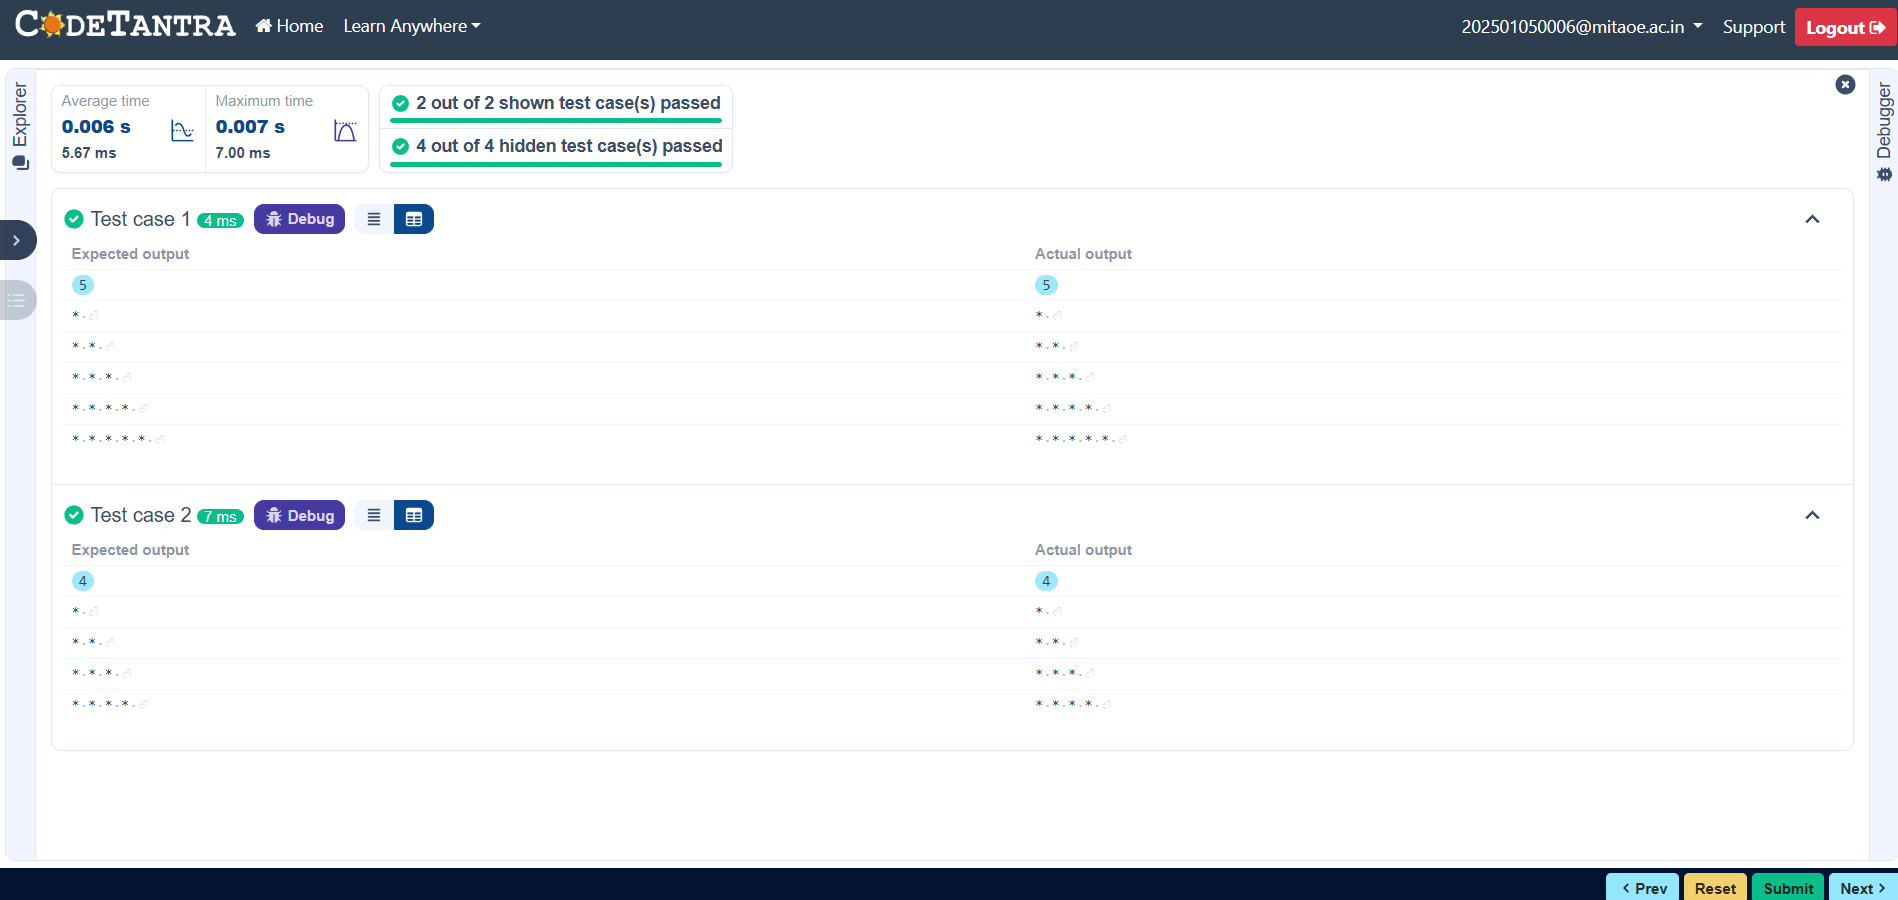 CODETANTRA Home Learn Anywhere 202501050006@mitaoe.ac.in Support Logout
Explorer
Debugger
Average time
0.006 s
5.67 ms
Maximum time
0.007 s
7.00 ms
2 out of 2 shown test case(s) passed
4 out of 4 hidden test case(s) passed
Test case 1 4 ms Debug
Expected output Actual output
5 5
*·⏎ *·⏎
*·*·⏎ *·*·⏎
*·*·*·⏎ *·*·*·⏎
*·*·*·*·⏎ *·*·*·*·⏎
*·*·*·*·*·⏎ *·*·*·*·*·⏎
Test case 2 7 ms Debug
Expected output Actual output
4 4
*·⏎ *·⏎
*·*·⏎ *·*·⏎
*·*·*·⏎ *·*·*·⏎
*·*·*·*·⏎ *·*·*·*·⏎
Prev Reset Submit Next